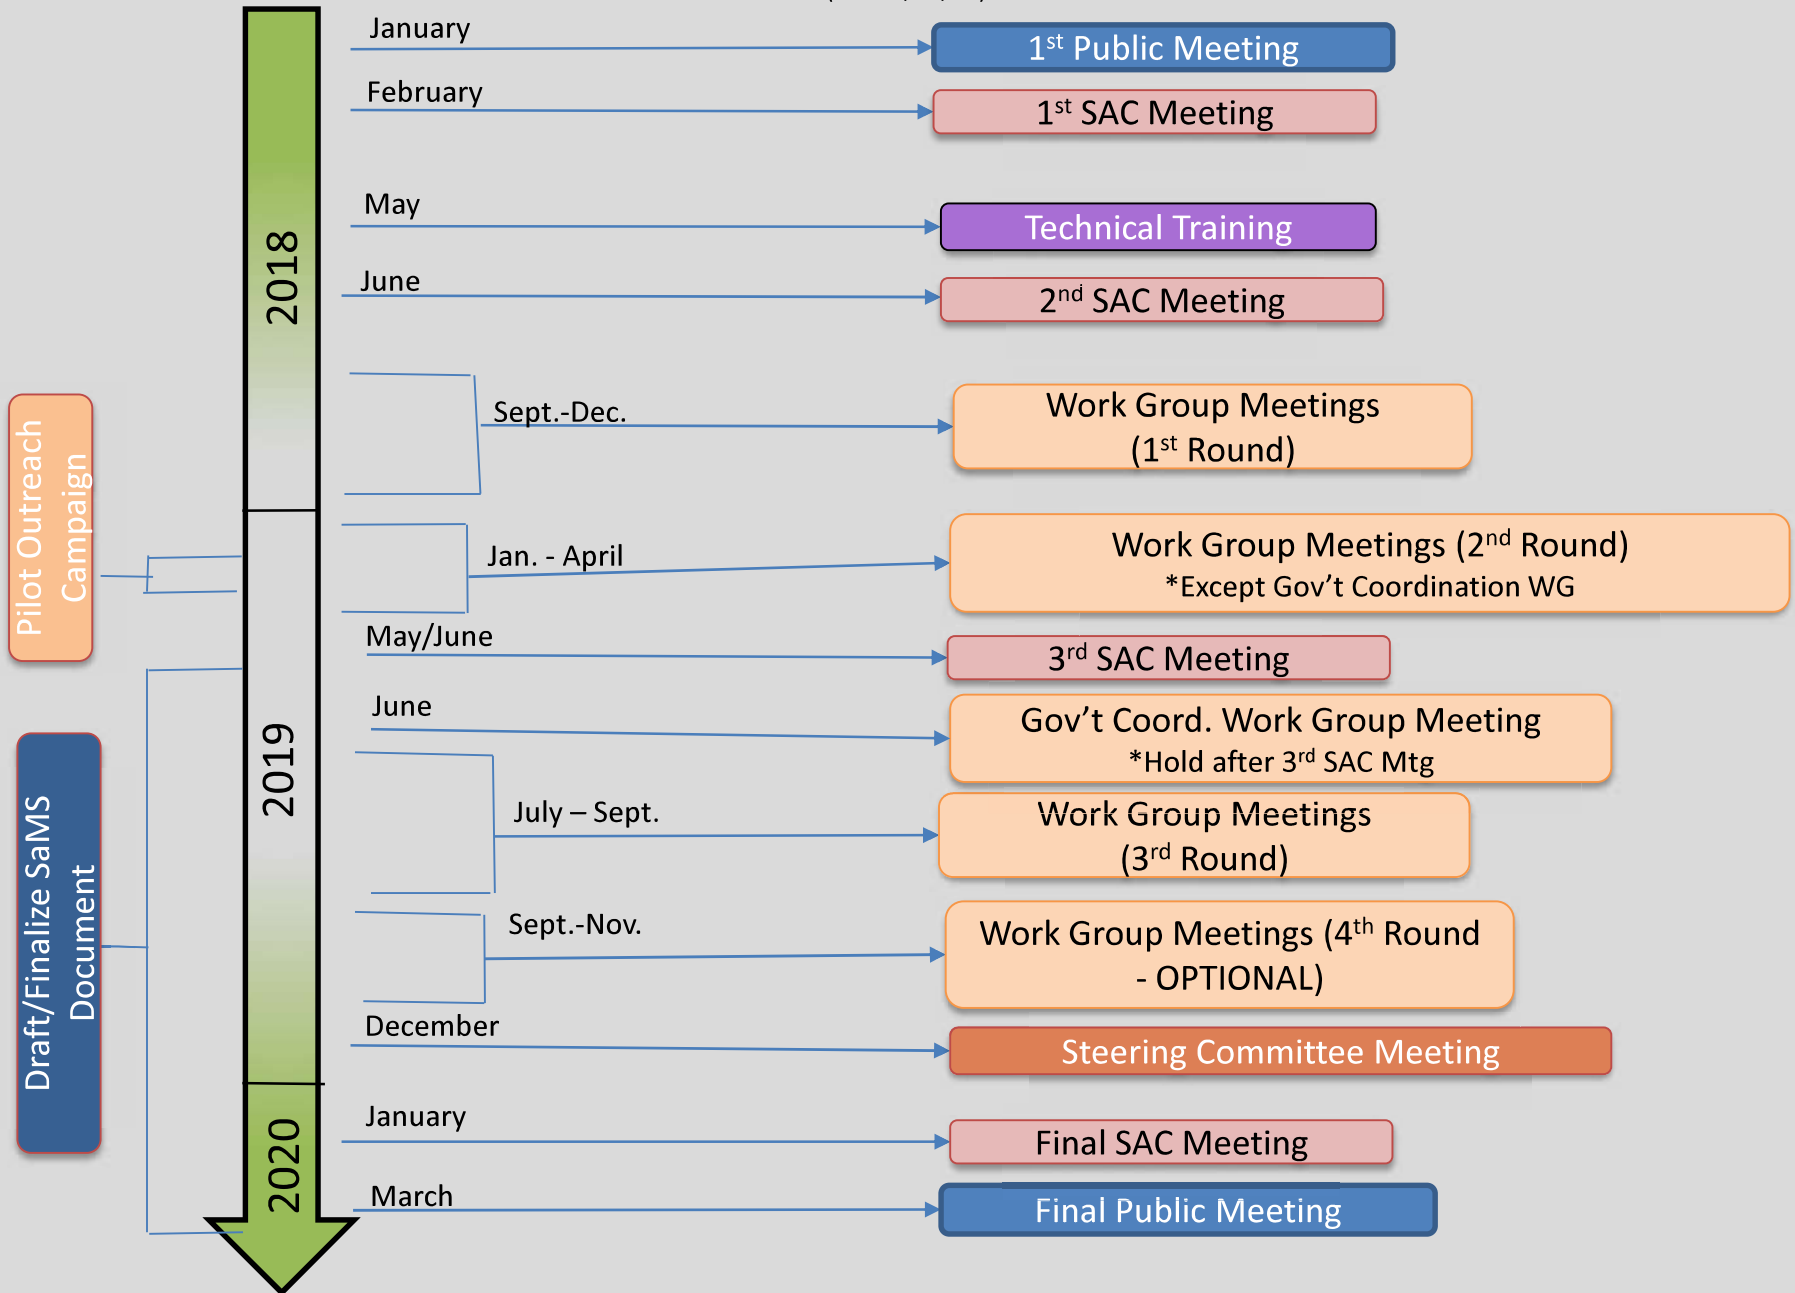 January
1st Public Meeting
February
1st SAC Meeting
May
Technical Training
2018
June
2nd SAC Meeting
Sept.-Dec.
Work Group Meetings
(1st Round)
Pilot Outreach
Campaign
Jan. - April
Work Group Meetings (2nd Round)
*Except Gov’t Coordination WG
May/June
3rd SAC Meeting
June
Gov’t Coord. Work Group Meeting
*Hold after 3rd SAC Mtg
2019
July – Sept.
Work Group Meetings
(3rd Round)
Draft/Finalize SaMS
Document
Sept.-Nov.
Work Group Meetings (4th Round
- OPTIONAL)
December
Steering Committee Meeting
2020
January
Final SAC Meeting
March
Final Public Meeting